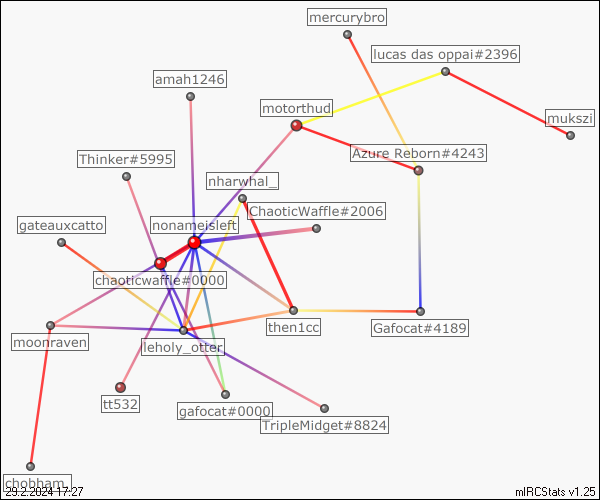 mercurybro
lucas das oppai#2396
amah1246
motorthud
mukszi
Azure Reborn#4243
Thinker#5995
nharwhal_
ChaoticWaffle#2006
gateauxcatto
nonameisleft
chaoticwaffle#0000
then1cc
Gafocat#4189
moonraven
leholy_otter
tt532
gafocat#0000
TripleMidget#8824
chobham_
29.2.2024 17:27
mIRCStats v1.25